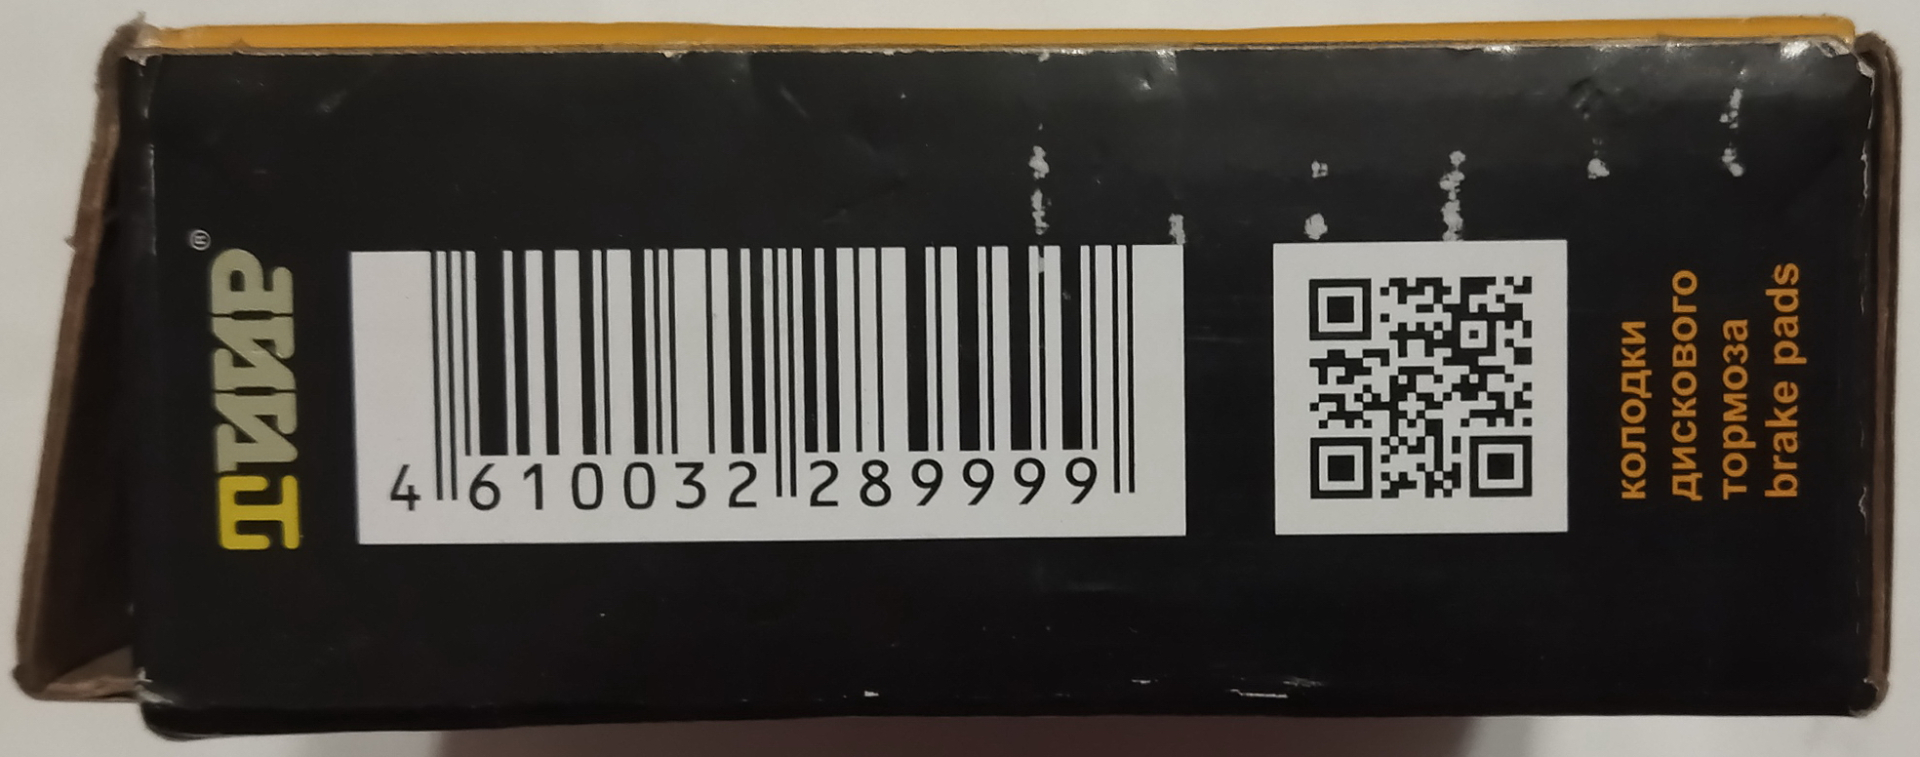 ТИИР®
4 610032 289999
колодки
дискового
тормоза
brake pads